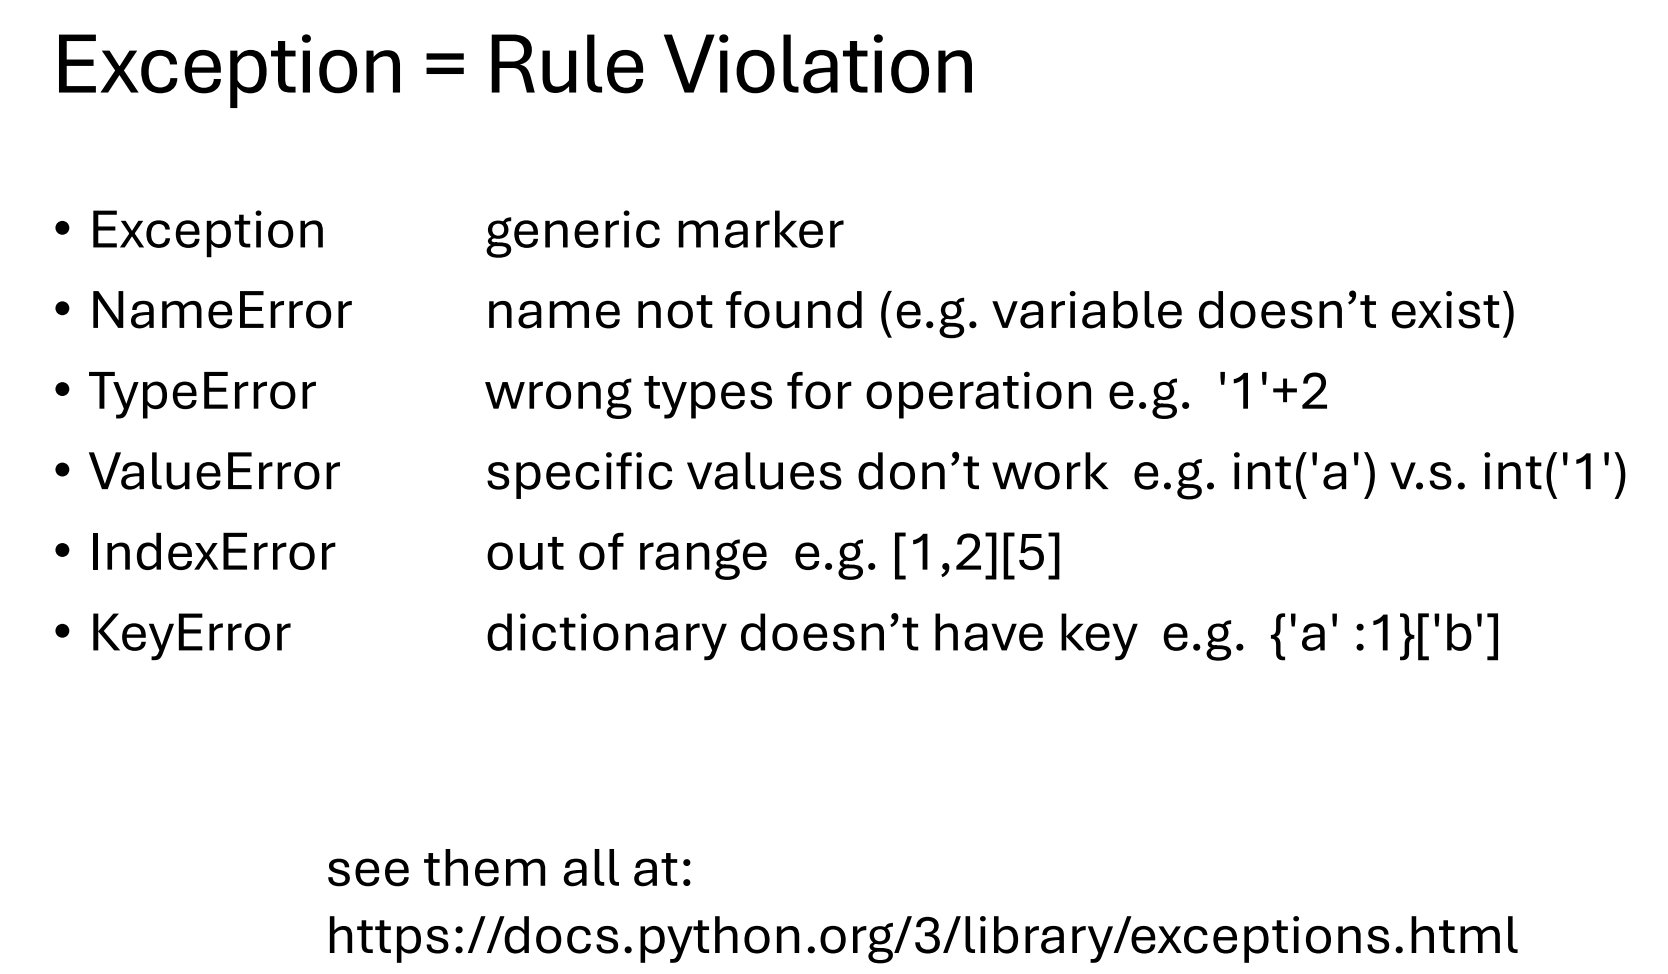 Exception = Rule Violation
• Exception generic marker
• NameError name not found (e.g. variable doesn’t exist)
• TypeError wrong types for operation e.g.  '1'+2
• ValueError specific values don’t work  e.g. int('a') v.s. int('1')
• IndexError out of range  e.g. [1,2][5]
• KeyError dictionary doesn’t have key  e.g.  {'a' :1}['b']
see them all at:
https://docs.python.org/3/library/exceptions.html